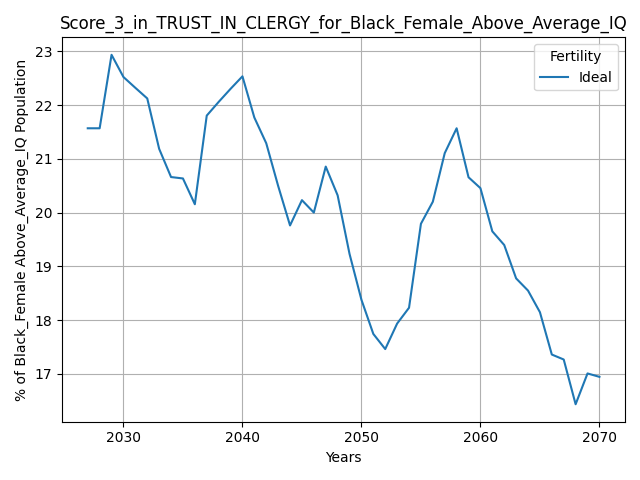 Score_3_in_TRUST_IN_CLERGY_for_Black_Female_Above_Average_IQ
% of Black_Female Above_Average_IQ Population
23
22
21
20
19
18
17
Fertility
Ideal
2030 2040 2050 2060 2070
Years